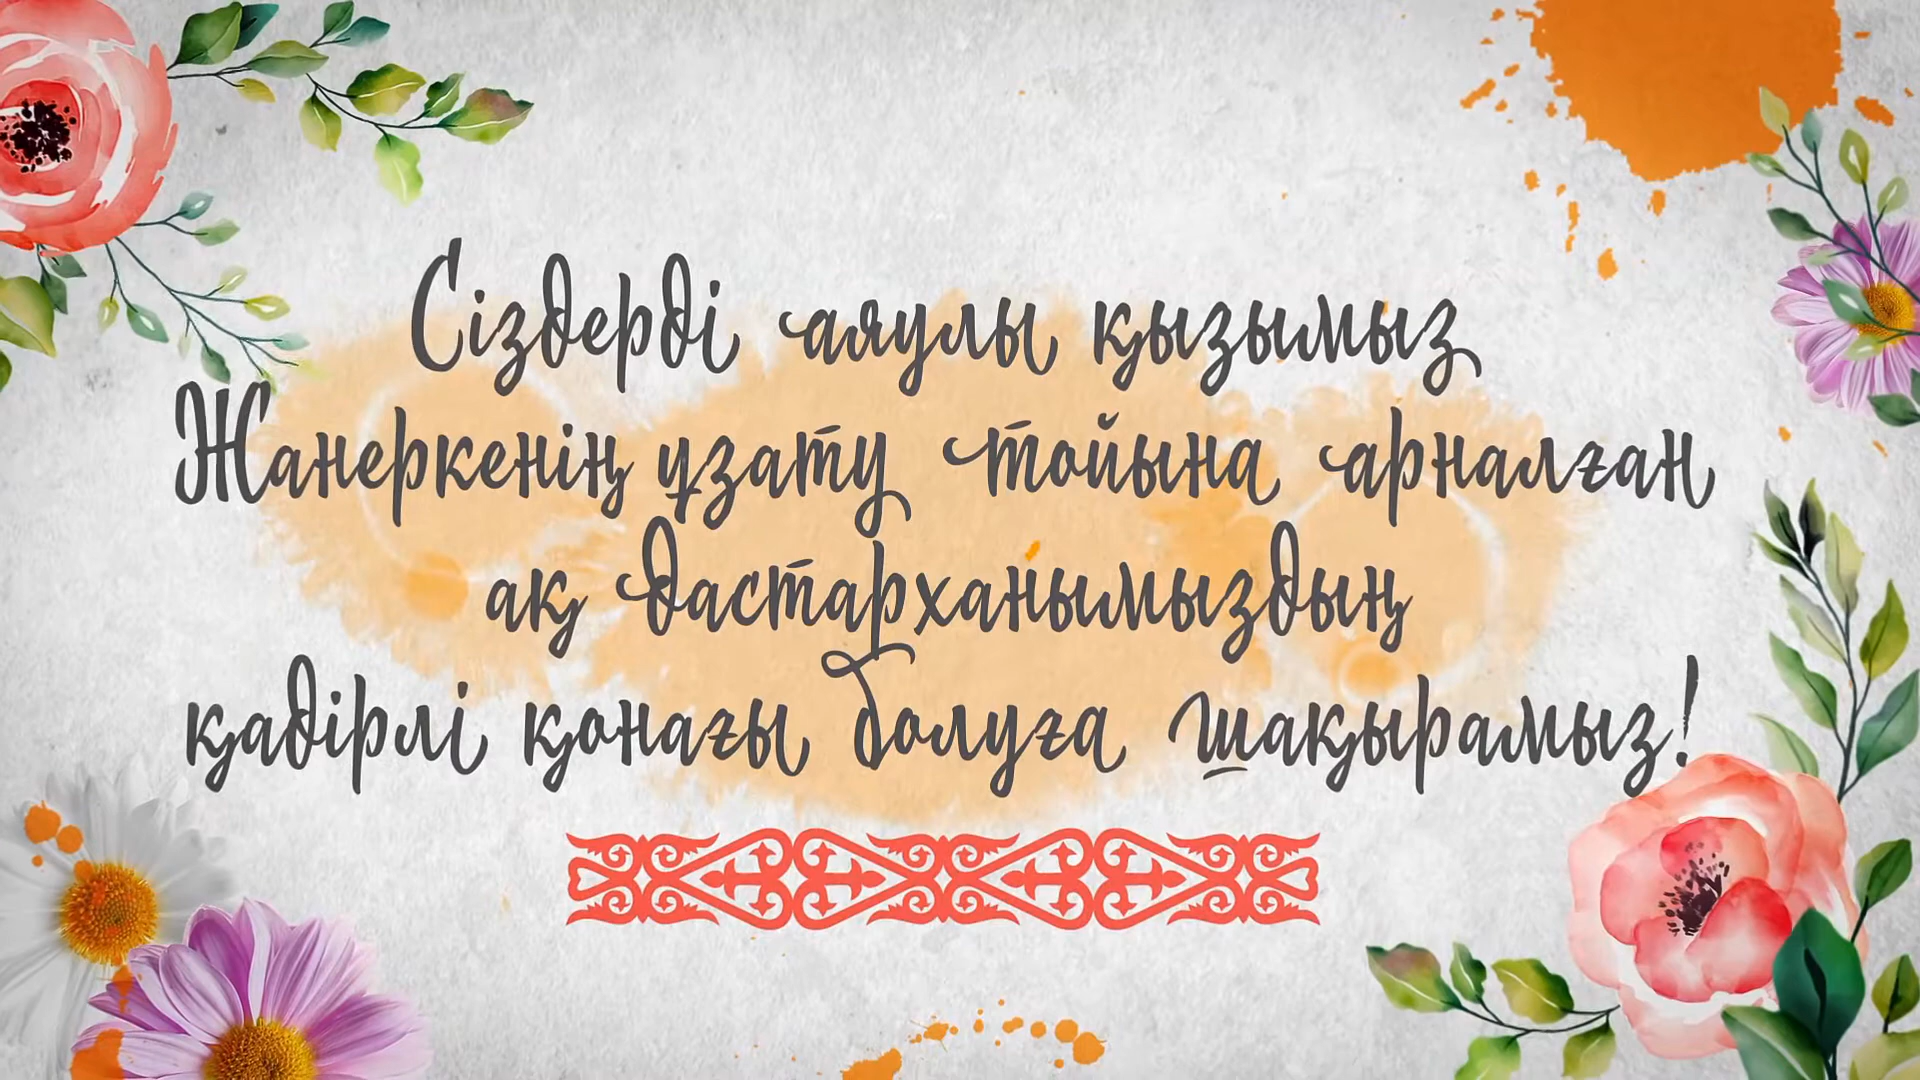 Сіздерді аяулы қызымыз
Жанеркенің ұзату тойына арналған
ақ дастарханымыздың
қадірлі қонағы болуға шақырамыз!